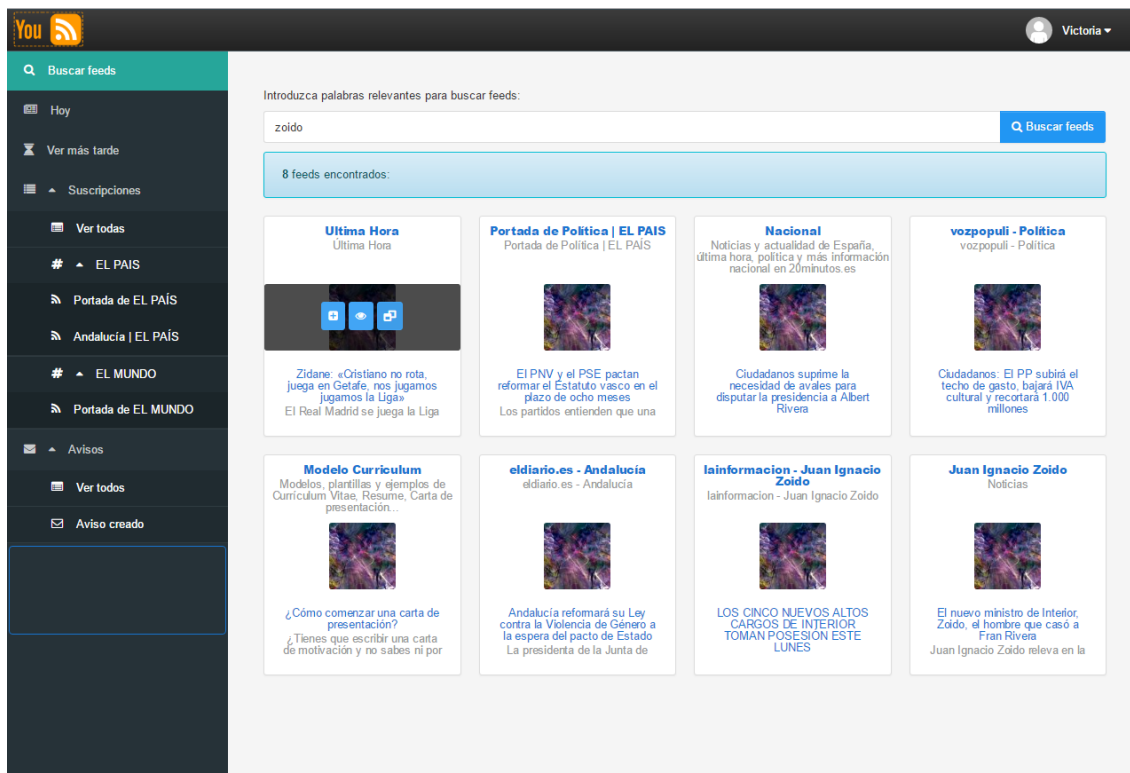 You
Victoria
Buscar feeds
Hoy
Ver más tarde
Suscripciones
Ver todas
# EL PAIS
Portada de EL PAÍS
Andalucía | EL PAÍS
# EL MUNDO
Portada de EL MUNDO
Avisos
Ver todos
Aviso creado
Introduzca palabras relevantes para buscar feeds:
zoido
Buscar feeds
8 feeds encontrados:
Ultima Hora
Última Hora
Zidane: «Cristiano no rota,
juega en Getafe, nos jugamos
jugamos la Liga»
El Real Madrid se juega la Liga
Portada de Política | EL PAIS
Portada de Política | EL PAÍS
El PNV y el PSE pactan
reformar el Estatuto vasco en el
plazo de ocho meses
Los partidos entienden que una
Nacional
Noticias y actualidad de España,
última hora, política y más información
nacional en 20minutos.es
Ciudadanos suprime la
necesidad de avales para
disputar la presidencia a Albert
Rivera
vozpopuli - Política
vozpopuli - Política
Ciudadanos: El PP subirá el
techo de gasto, bajará IVA
cultural y recortará 1.000
millones
Modelo Curriculum
Modelos, plantillas y ejemplos de
Currículum Vitae, Resume, Carta de
presentación...
¿Cómo comenzar una carta de
presentación?
¿Tienes que escribir una carta
de motivación y no sabes ni por
eldiario.es - Andalucía
eldiario.es - Andalucía
Andalucía reformará su Ley
contra la Violencia de Género a
la espera del pacto de Estado
La presidenta de la Junta de
lainformacion - Juan Ignacio
Zoido
lainformacion - Juan Ignacio Zoido
LOS CINCO NUEVOS ALTOS
CARGOS DE INTERIOR
TOMAN POSESIÓN ESTE
LUNES
Juan Ignacio Zoido
Noticias
El nuevo ministro de Interior,
Zoido, el hombre que casó a
Fran Rivera
Juan Ignacio Zoido releva en la